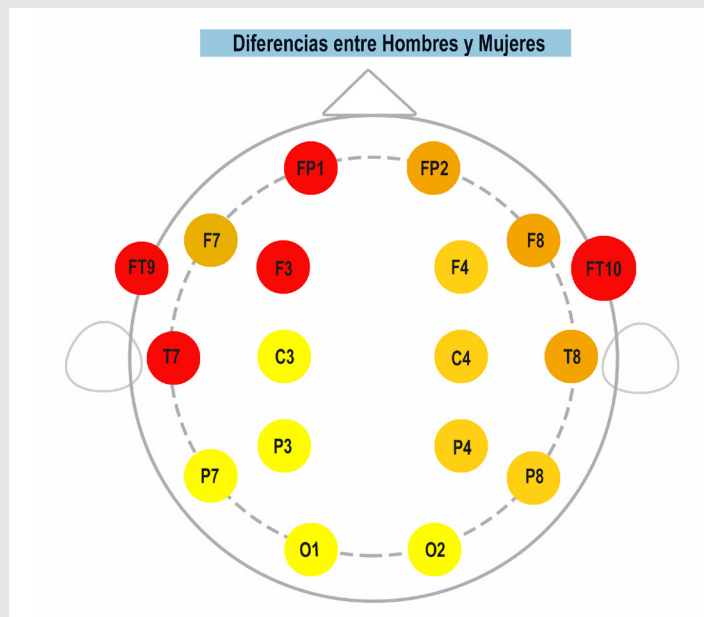 Diferencias entre Hombres y Mujeres
FP1 FP2
F7 F8
FT9 F3 F4 FT10
T7 C3 C4 T8
P3 P4
P7 P8
O1 O2